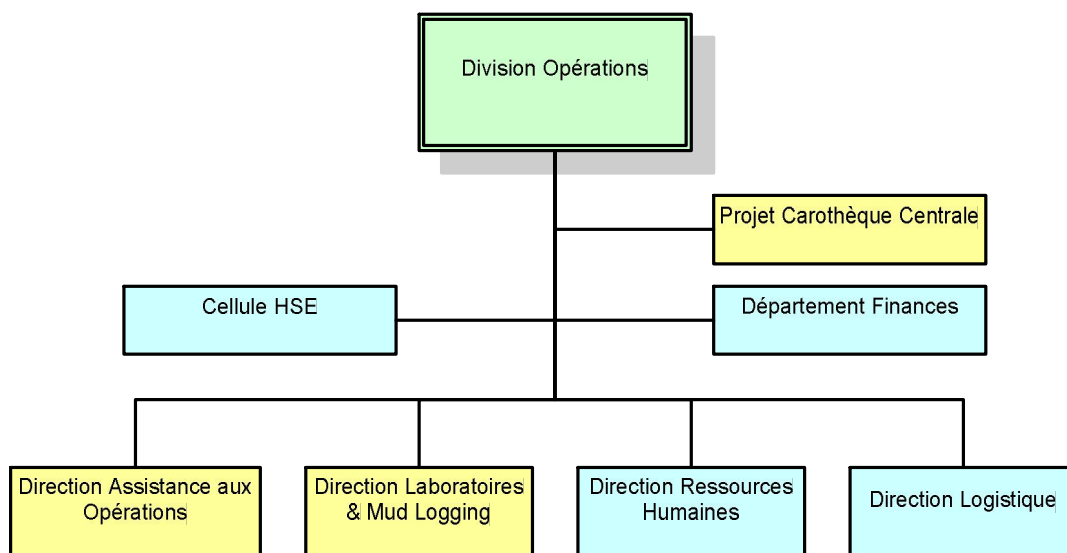 Division Opérations
Projet Carothèque Centrale
Cellule HSE
Département Finances
Direction Assistance aux
Opérations
Direction Laboratoires
& Mud Logging
Direction Ressources
Humaines
Direction Logistique